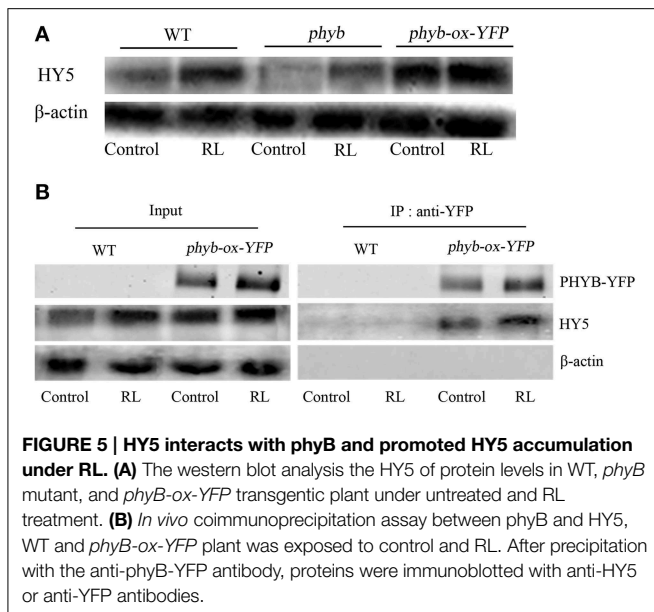 A
WT phyb phyb-ox-YFP
HY5
β-actin
Control RL Control RL Control RL
B
Input IP : anti-YFP
WT phyb-ox-YFP WT phyb-ox-YFP
PHYB-YFP
HY5
β-actin
Control RL Control RL Control RL Control RL
FIGURE 5 | HY5 interacts with phyB and promoted HY5 accumulation
under RL. (A) The western blot analysis the HY5 of protein levels in WT, phyB
mutant, and phyB-ox-YFP transgentic plant under untreated and RL
treatment. (B) In vivo coimmunoprecipitation assay between phyB and HY5,
WT and phyB-ox-YFP plant was exposed to control and RL. After precipitation
with the anti-phyB-YFP antibody, proteins were immunoblotted with anti-HY5
or anti-YFP antibodies.